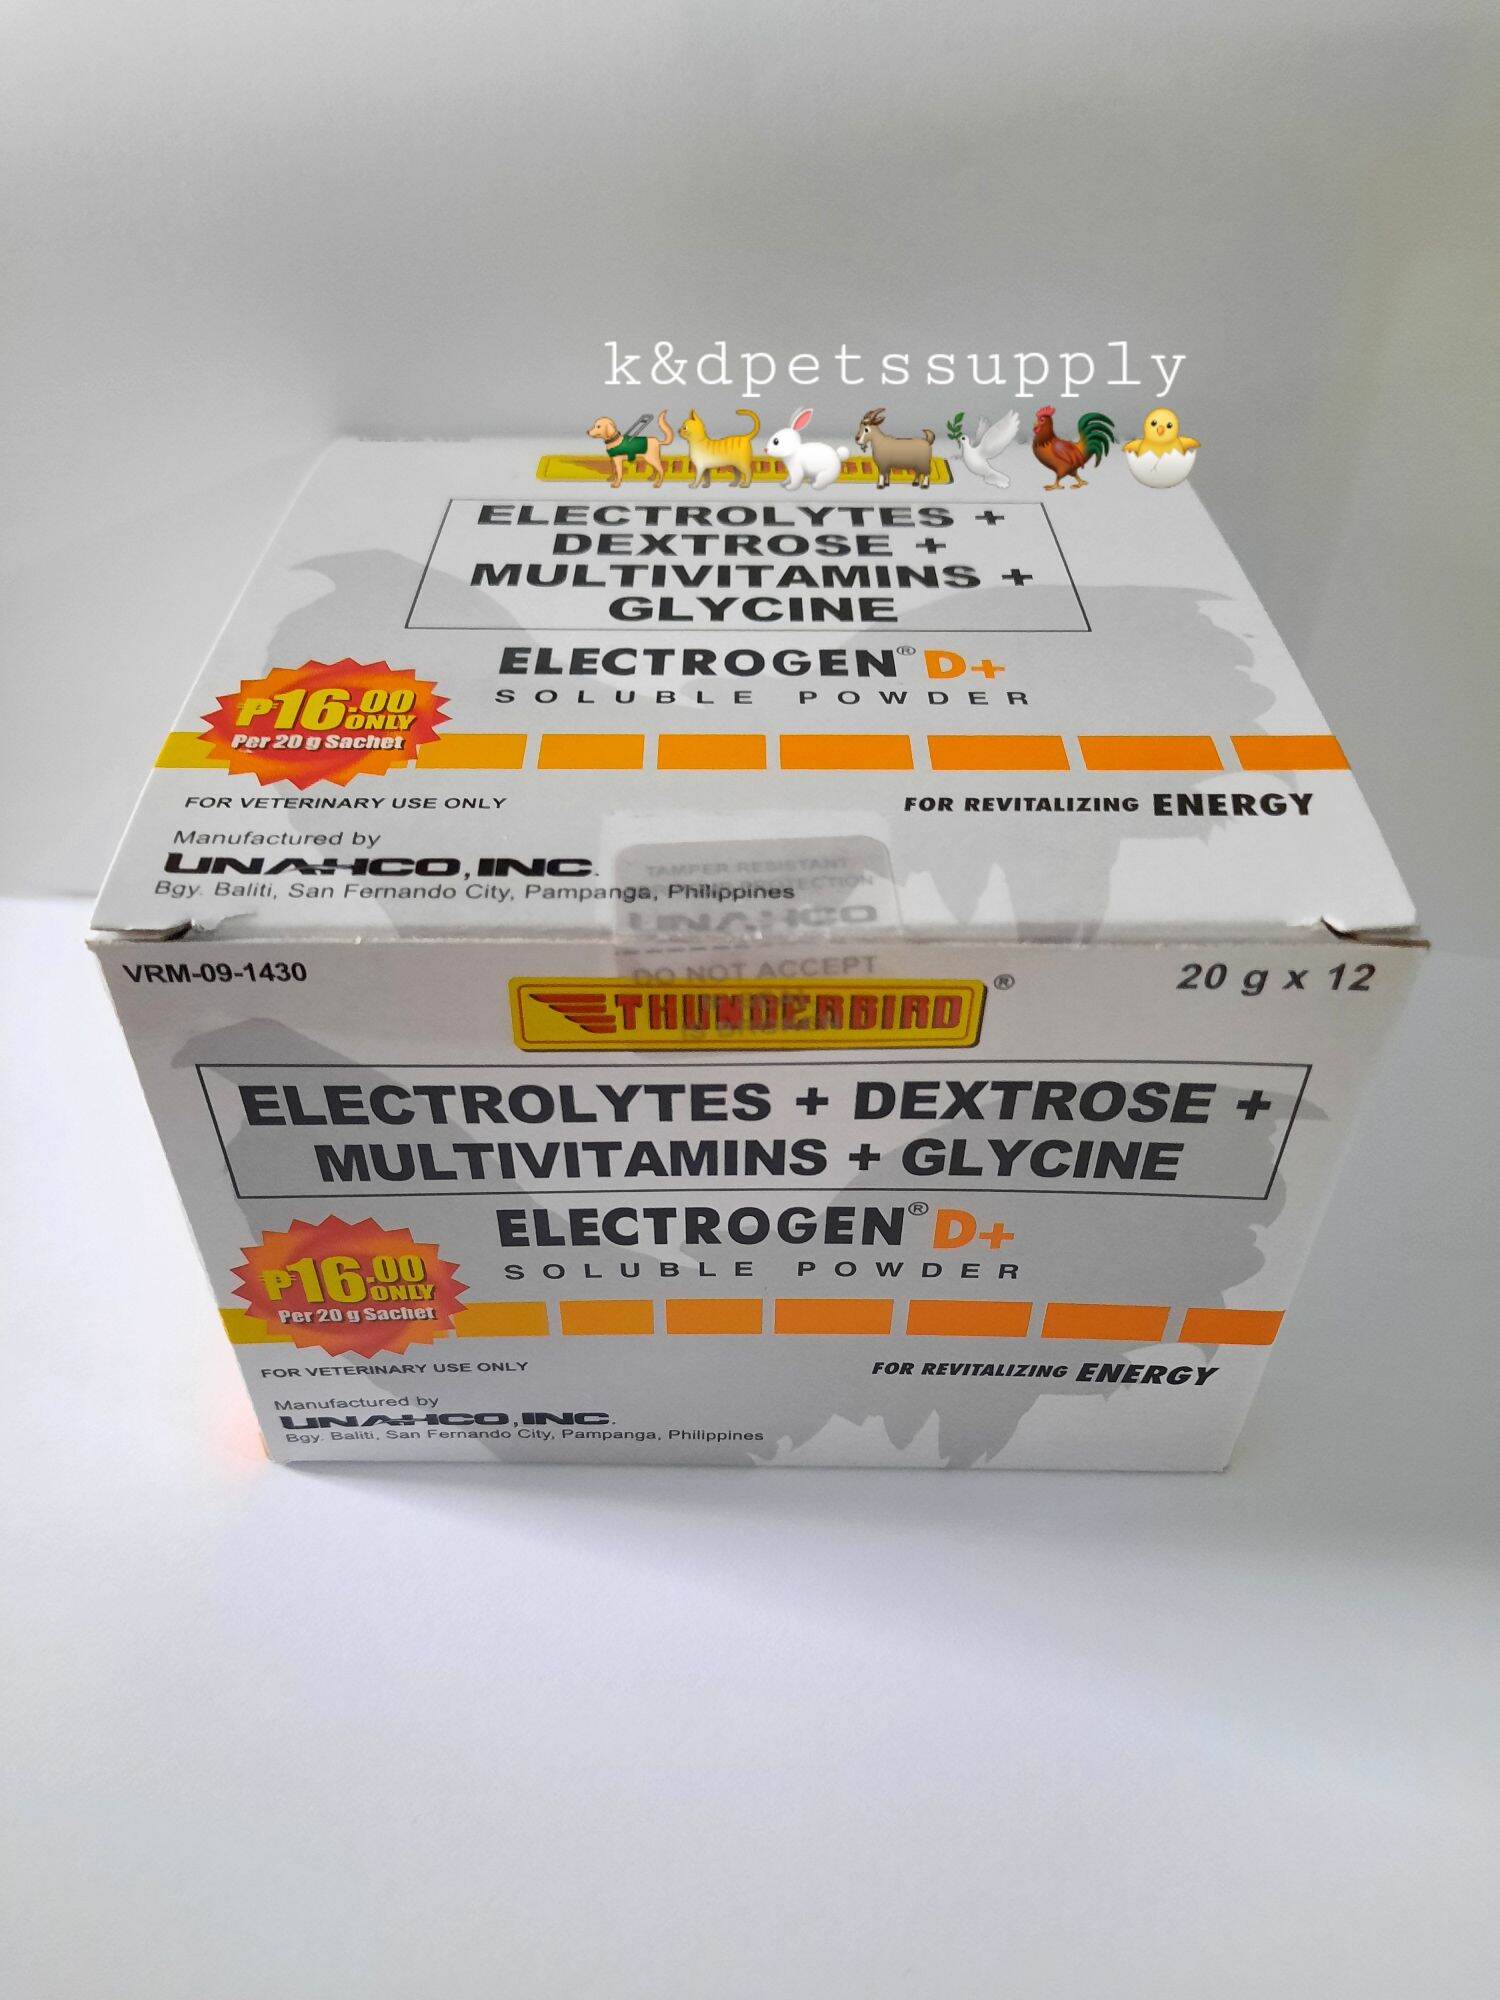 k&dpetssupply
ELECTROLYTES +
DEXTROSE +
MULTIVITAMINS +
GLYCINE
ELECTROGEN® D+
SOLUBLE POWDER
₱16.00
ONLY
Per 20 g Sachet
FOR VETERINARY USE ONLY
FOR REVITALIZING ENERGY
Manufactured by
UNAHCO, INC.
Bgy. Baliti, San Fernando City, Pampanga, Philippines
TAMPER RESISTANT
UNAHCO
DO NOT ACCEPT
VRM-09-1430
THUNDERBIRD®
20 g x 12
ELECTROLYTES + DEXTROSE +
MULTIVITAMINS + GLYCINE
ELECTROGEN® D+
SOLUBLE POWDER
₱16.00
ONLY
Per 20 g Sachet
FOR VETERINARY USE ONLY
FOR REVITALIZING ENERGY
Manufactured by
UNAHCO, INC.
Bgy. Baliti, San Fernando City, Pampanga, Philippines